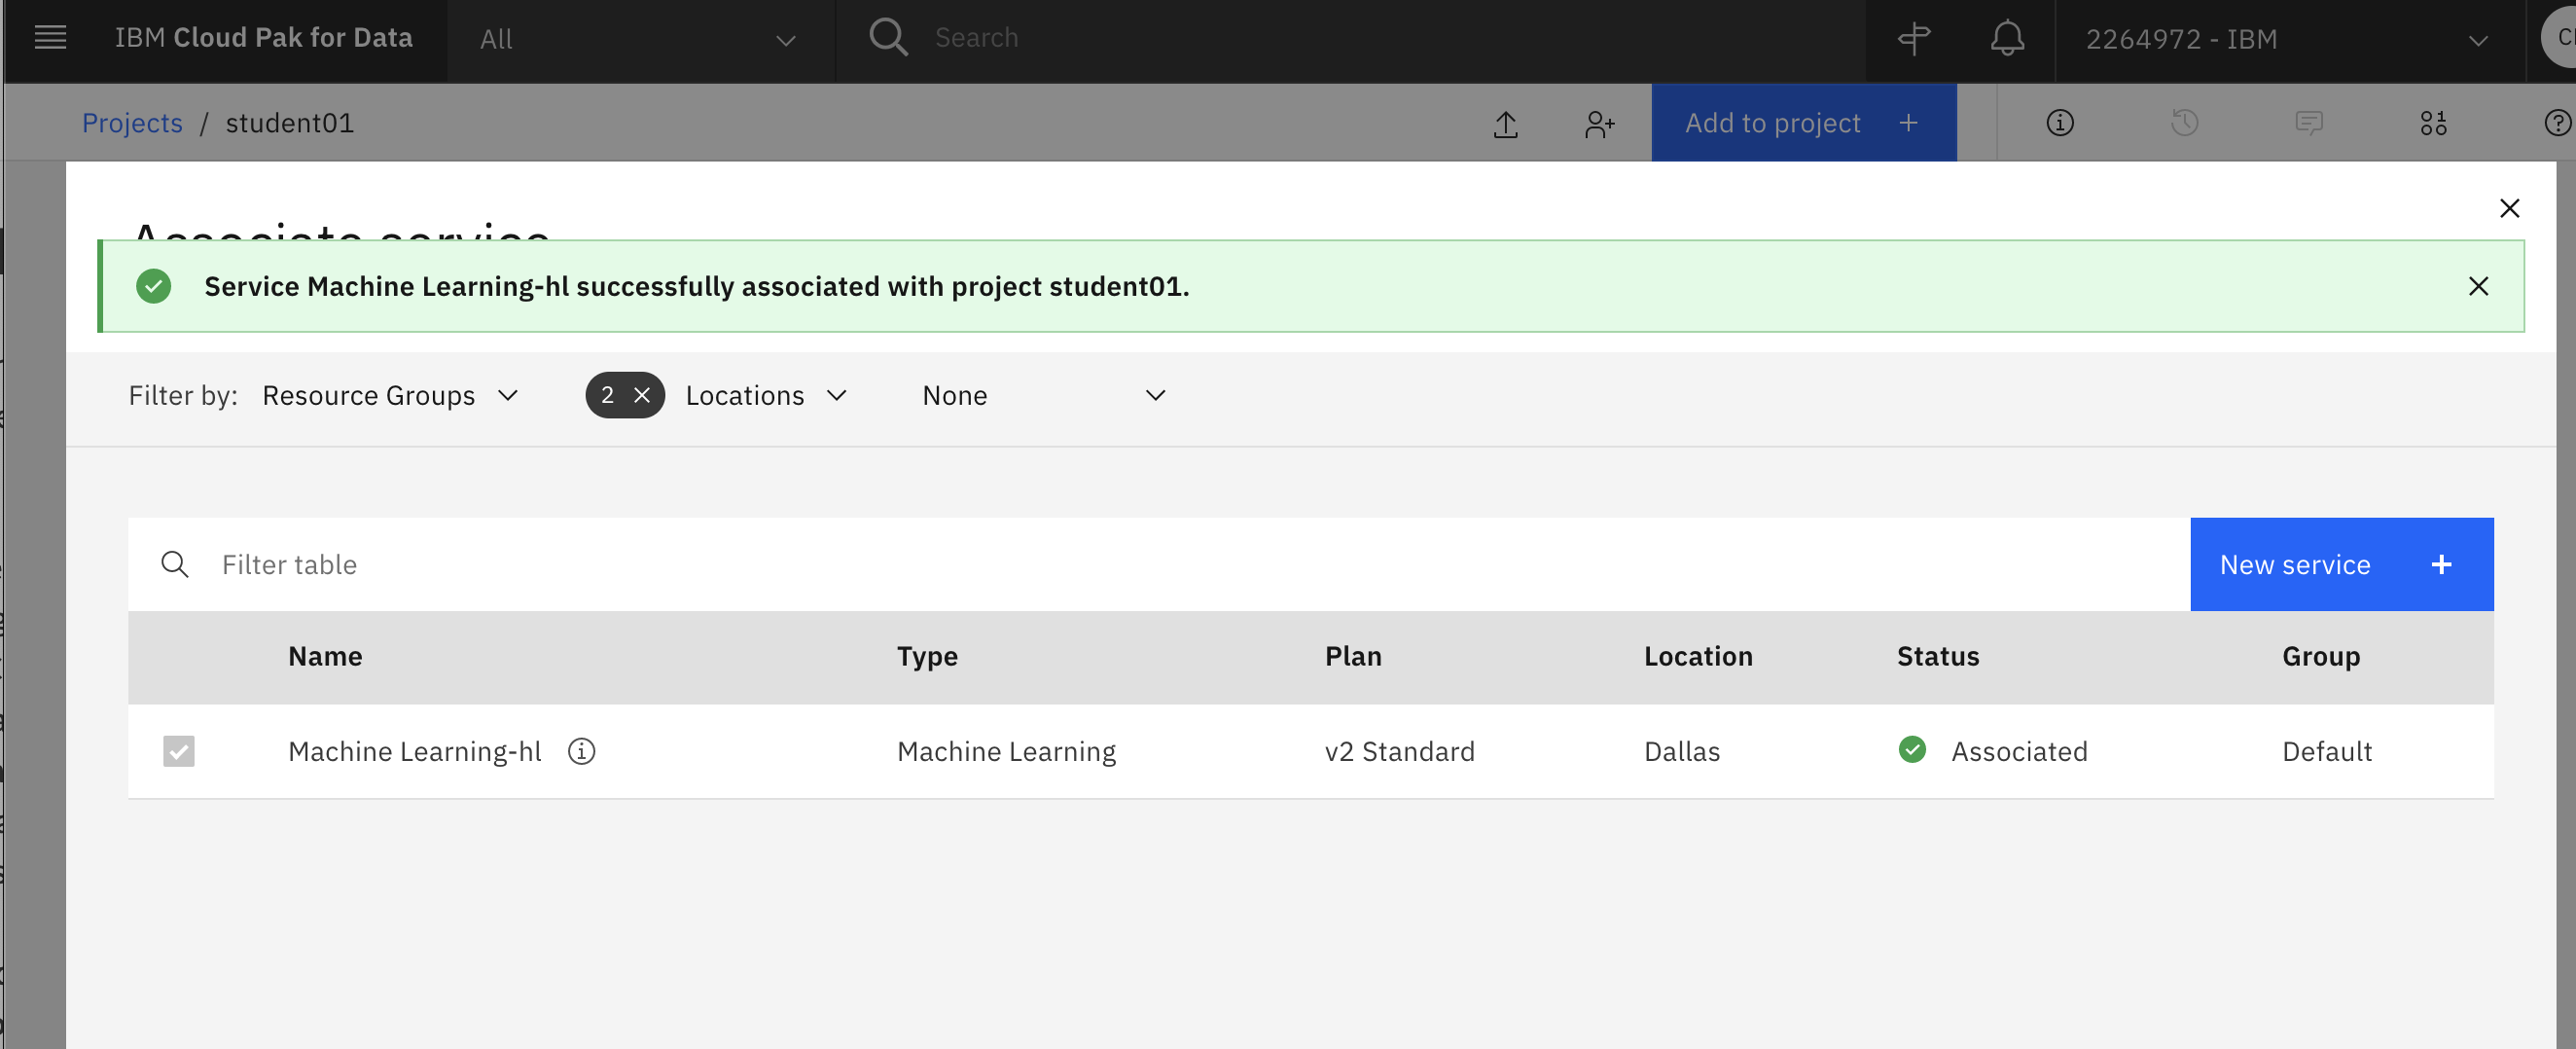 IBM Cloud Pak for Data
All
Search
2264972 - IBM
Projects / student01
Add to project +
Associate service
Service Machine Learning-hl successfully associated with project student01.
Filter by: Resource Groups 2 Locations None
Filter table
New service +
Name Type Plan Location Status Group
Machine Learning-hl Machine Learning v2 Standard Dallas Associated Default